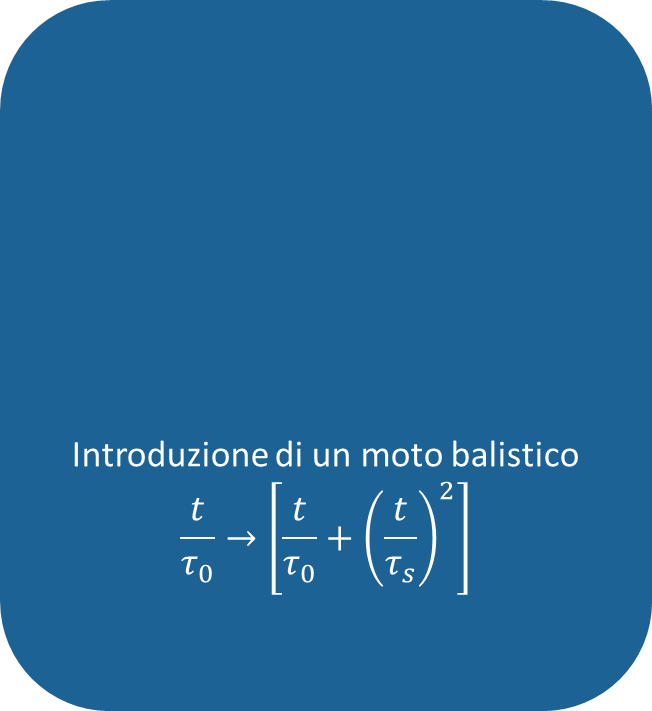 Introduzione di un moto balistico
t/τ₀ → [t/τ₀ + (t/τₛ)²]